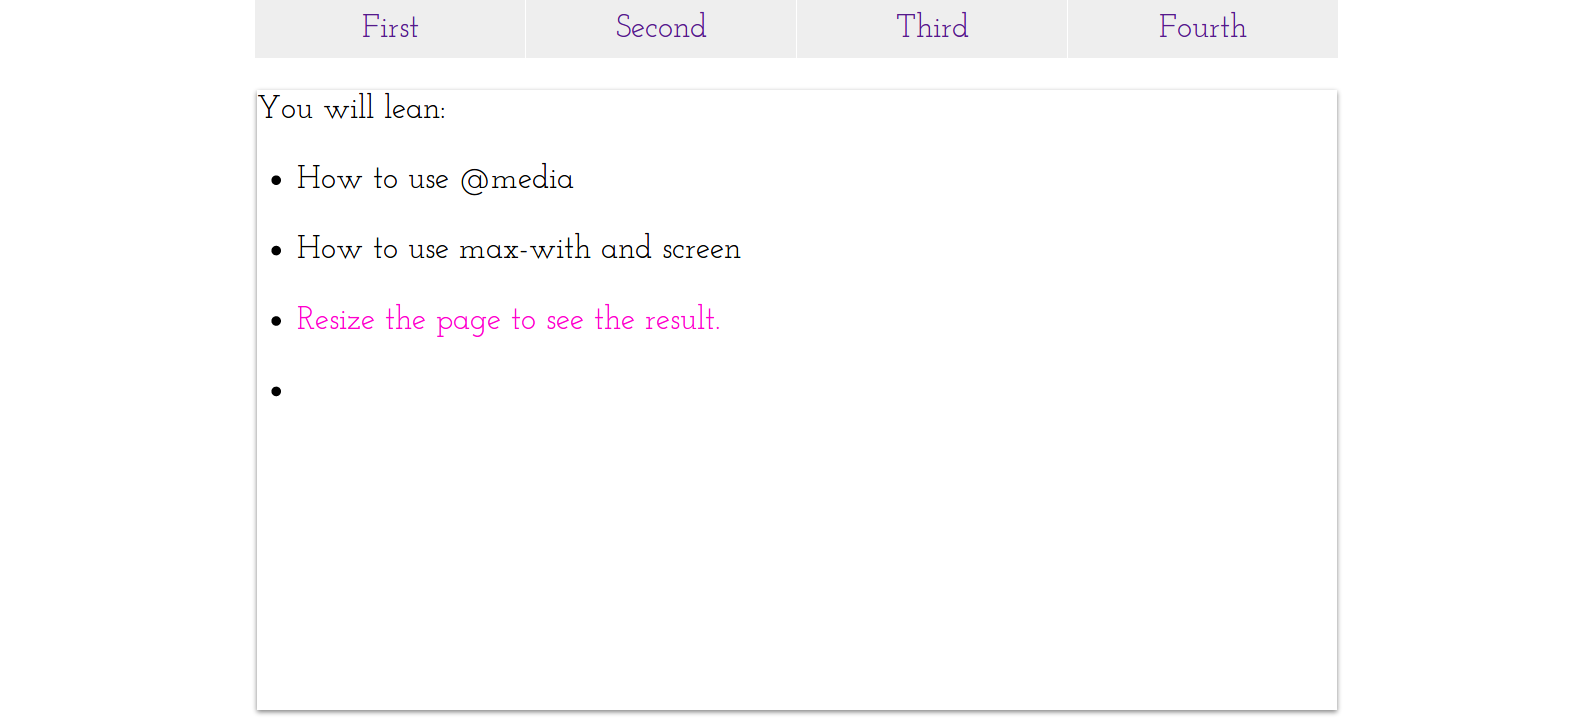 First Second Third Fourth
You will lean:
How to use @media
How to use max-with and screen
Resize the page to see the result.